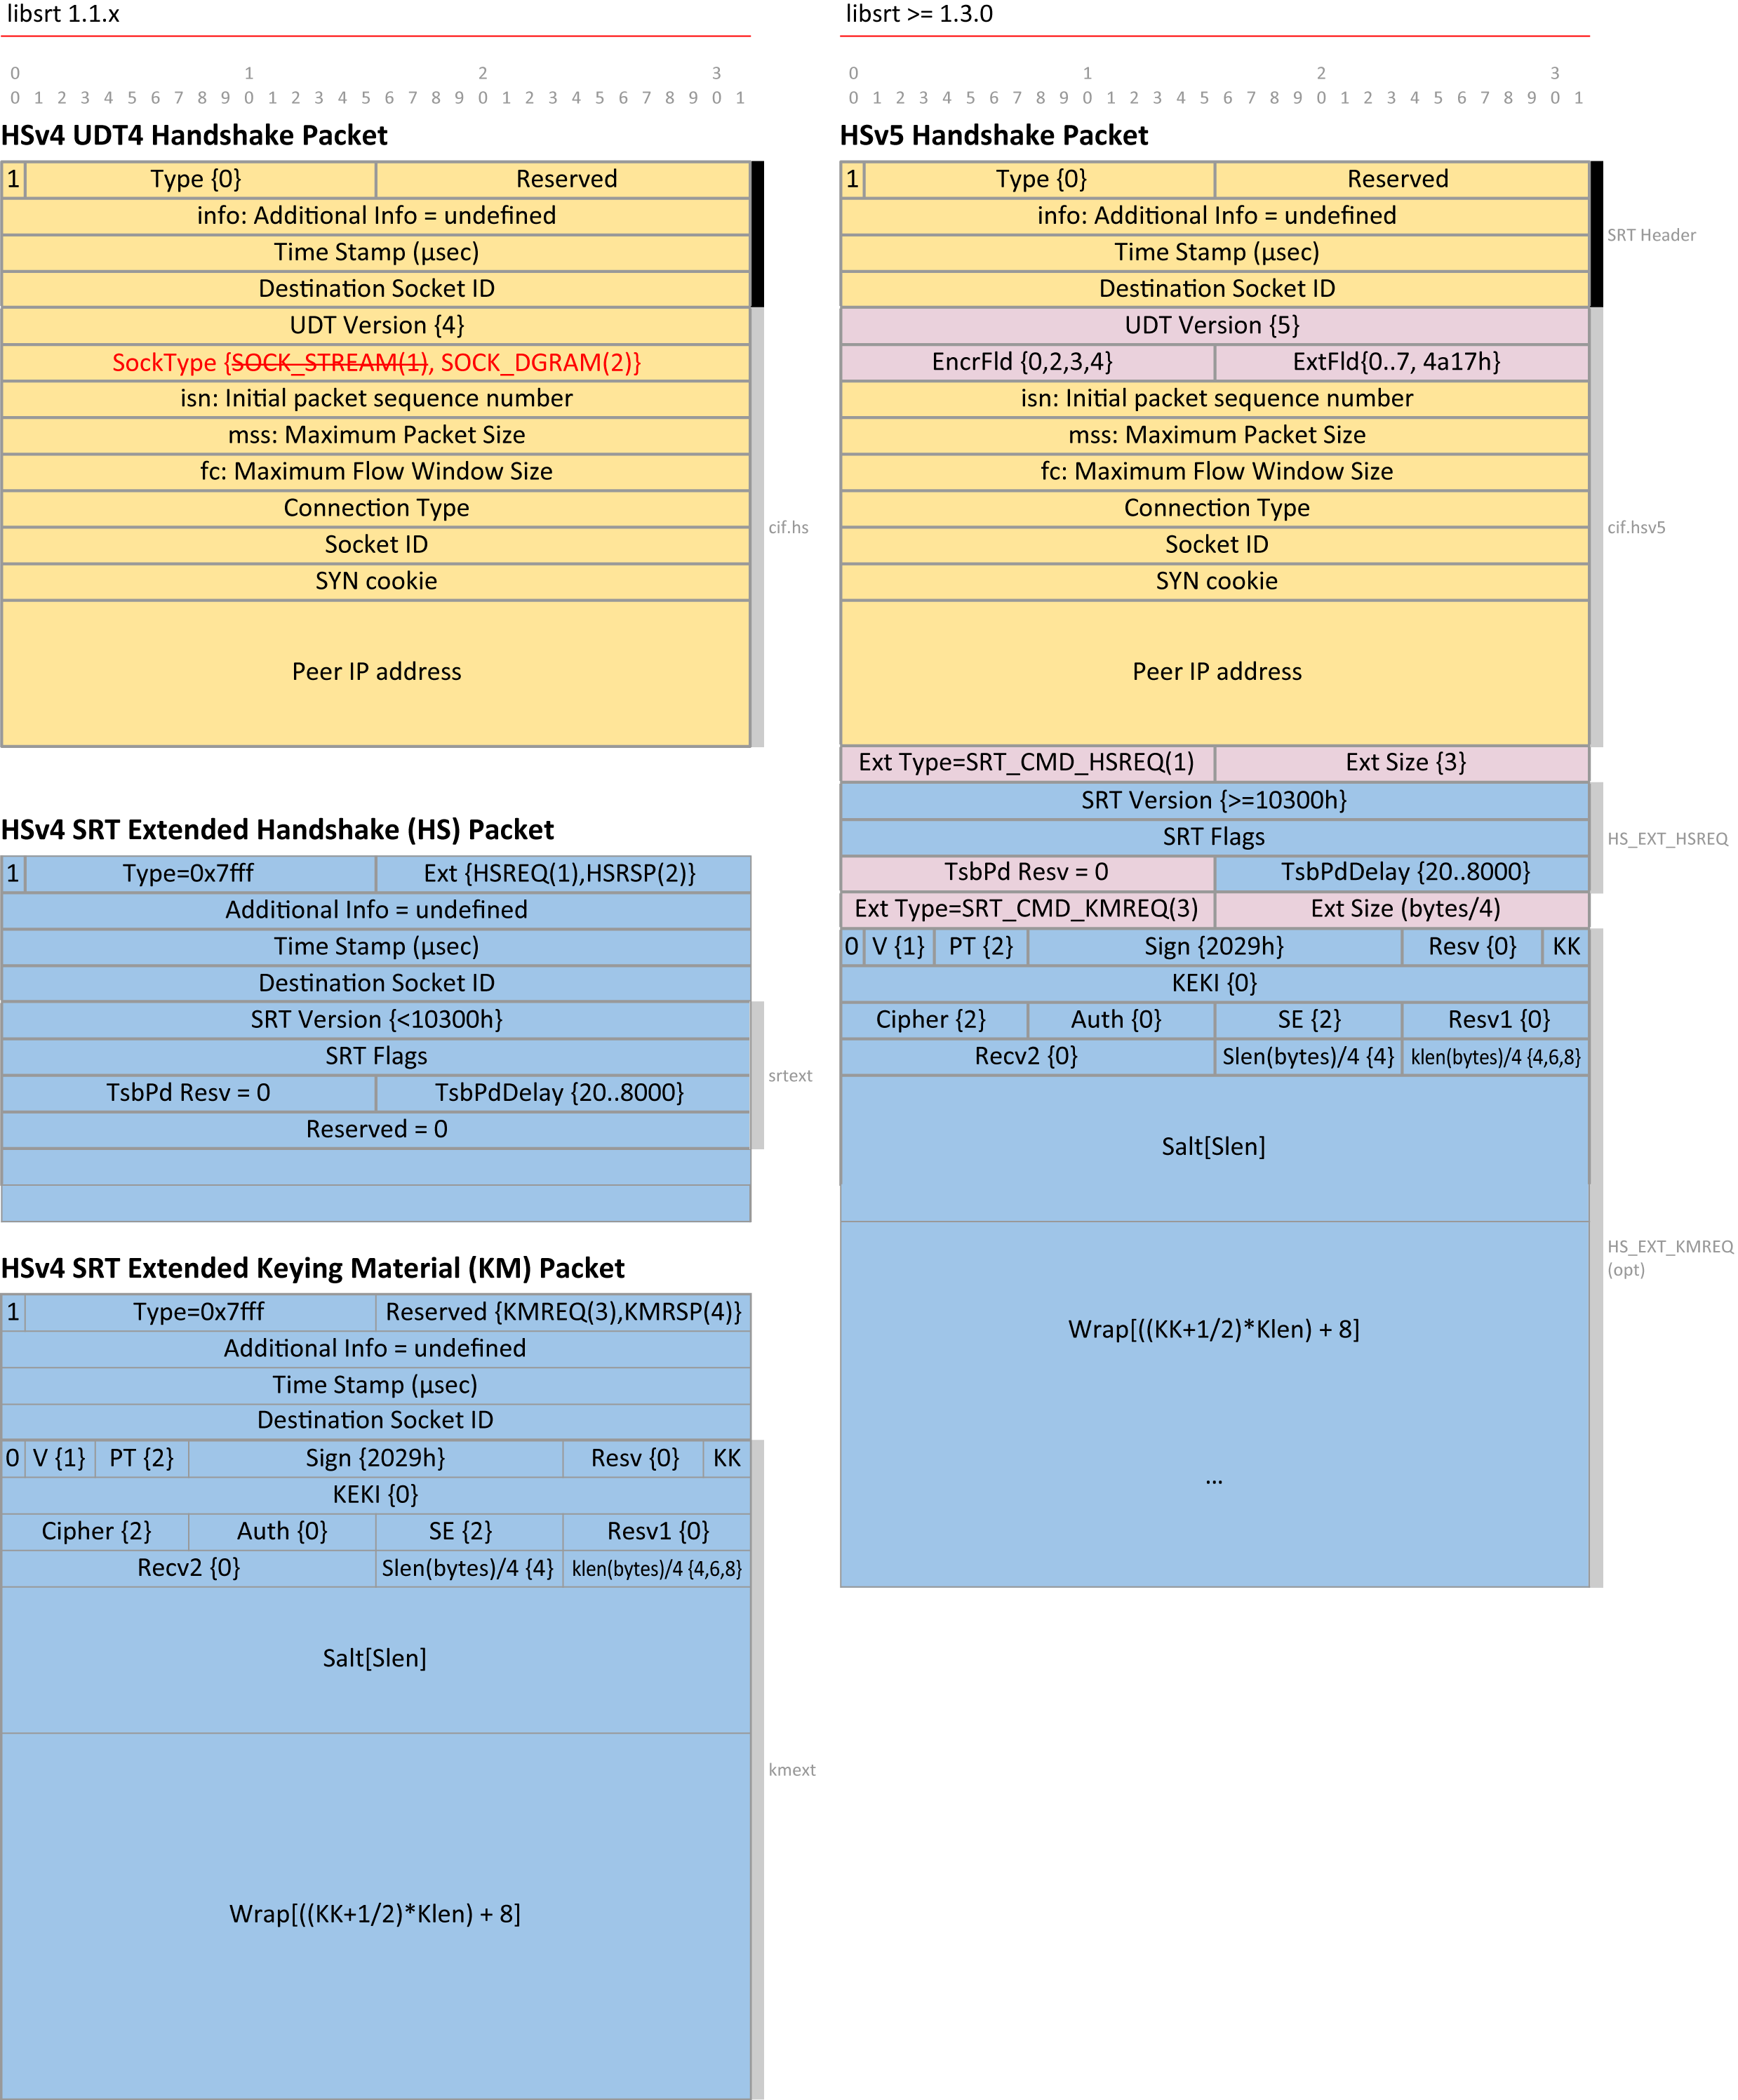 libsrt 1.1.x
0 1 2 3
0 1 2 3 4 5 6 7 8 9 0 1 2 3 4 5 6 7 8 9 0 1 2 3 4 5 6 7 8 9 0 1
HSv4 UDT4 Handshake Packet
1 Type {0} Reserved
info: Additional Info = undefined
Time Stamp (µsec)
Destination Socket ID
UDT Version {4}
SockType {SOCK_STREAM(1), SOCK_DGRAM(2)}
isn: Initial packet sequence number
mss: Maximum Packet Size
fc: Maximum Flow Window Size
Connection Type
cif.hs
Socket ID
SYN cookie
Peer IP address
HSv4 SRT Extended Handshake (HS) Packet
1 Type=0x7fff Ext {HSREQ(1),HSRSP(2)}
Additional Info = undefined
Time Stamp (µsec)
Destination Socket ID
SRT Version {<10300h}
SRT Flags
srtext
TsbPd Resv = 0 TsbPdDelay {20..8000}
Reserved = 0
HSv4 SRT Extended Keying Material (KM) Packet
1 Type=0x7fff Reserved {KMREQ(3),KMRSP(4)}
Additional Info = undefined
Time Stamp (µsec)
Destination Socket ID
0 V {1} PT {2} Sign {2029h} Resv {0} KK
KEKI {0}
Cipher {2} Auth {0} SE {2} Resv1 {0}
Recv2 {0} Slen(bytes)/4 {4} klen(bytes)/4 {4,6,8}
Salt[Slen]
kmext
Wrap[((KK+1/2)*Klen) + 8]
libsrt >= 1.3.0
0 1 2 3
0 1 2 3 4 5 6 7 8 9 0 1 2 3 4 5 6 7 8 9 0 1 2 3 4 5 6 7 8 9 0 1
HSv5 Handshake Packet
1 Type {0} Reserved
info: Additional Info = undefined
SRT Header
Time Stamp (µsec)
Destination Socket ID
UDT Version {5}
EncrFld {0,2,3,4} ExtFld{0..7, 4a17h}
isn: Initial packet sequence number
mss: Maximum Packet Size
fc: Maximum Flow Window Size
Connection Type
cif.hsv5
Socket ID
SYN cookie
Peer IP address
Ext Type=SRT_CMD_HSREQ(1) Ext Size {3}
SRT Version {>=10300h}
SRT Flags
HS_EXT_HSREQ
TsbPd Resv = 0 TsbPdDelay {20..8000}
Ext Type=SRT_CMD_KMREQ(3) Ext Size (bytes/4)
0 V {1} PT {2} Sign {2029h} Resv {0} KK
KEKI {0}
Cipher {2} Auth {0} SE {2} Resv1 {0}
Recv2 {0} Slen(bytes)/4 {4} klen(bytes)/4 {4,6,8}
Salt[Slen]
HS_EXT_KMREQ
(opt)
Wrap[((KK+1/2)*Klen) + 8]
...